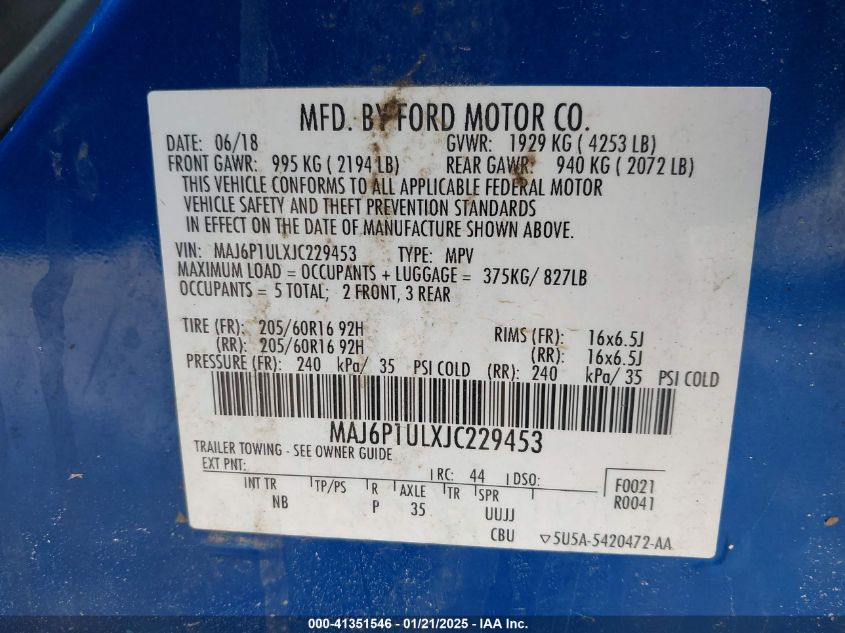 MFD. BY FORD MOTOR CO.
DATE: 06/18 GVWR: 1929 KG ( 4253 LB)
FRONT GAWR: 995 KG ( 2194 LB) REAR GAWR: 940 KG ( 2072 LB)
THIS VEHICLE CONFORMS TO ALL APPLICABLE FEDERAL MOTOR
VEHICLE SAFETY AND THEFT PREVENTION STANDARDS
IN EFFECT ON THE DATE OF MANUFACTURE SHOWN ABOVE.
VIN: MAJ6P1ULXJC229453 TYPE: MPV
MAXIMUM LOAD = OCCUPANTS + LUGGAGE = 375KG/ 827LB
OCCUPANTS = 5 TOTAL; 2 FRONT, 3 REAR
TIRE (FR): 205/60R16 92H RIMS (FR): 16x6.5J
(RR): 205/60R16 92H (RR): 16x6.5J
PRESSURE (FR): 240 kPa/ 35 PSI COLD (RR): 240 kPa/ 35 PSI COLD
MAJ6P1ULXJC229453
TRAILER TOWING - SEE OWNER GUIDE
EXT PNT: RC: 44 DSO: F0021
INT TR TP/PS R AXLE TR SPR R0041
NB P 35 UUJJ
CBU ▽5U5A-5420472-AA
000-41351546 - 01/21/2025 - IAA Inc.